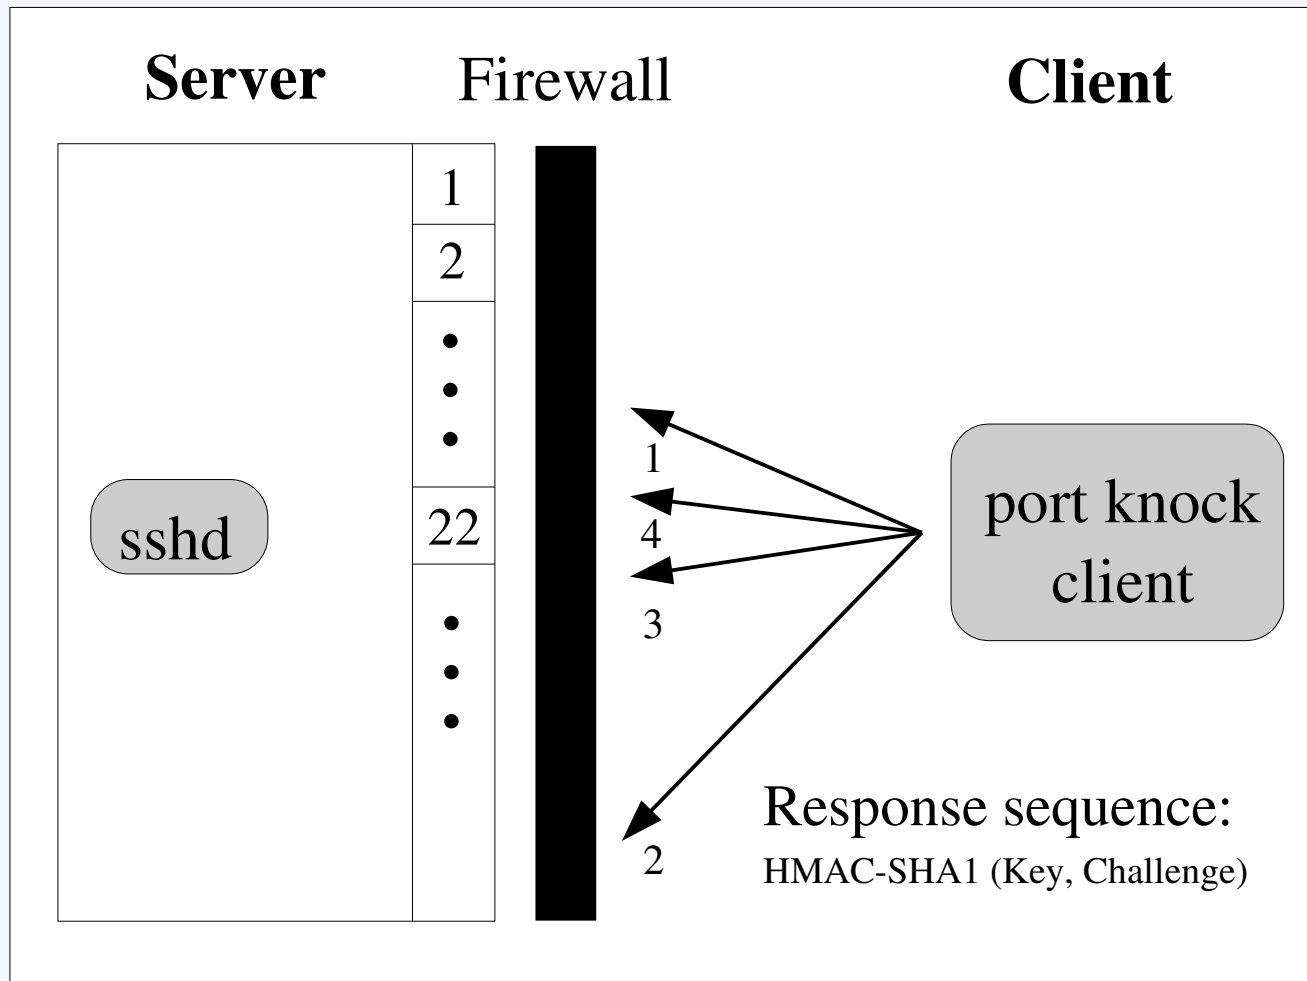 Server
Firewall
Client
1
2
22
sshd
1
4
3
2
port knock
client
Response sequence:
HMAC-SHA1 (Key, Challenge)